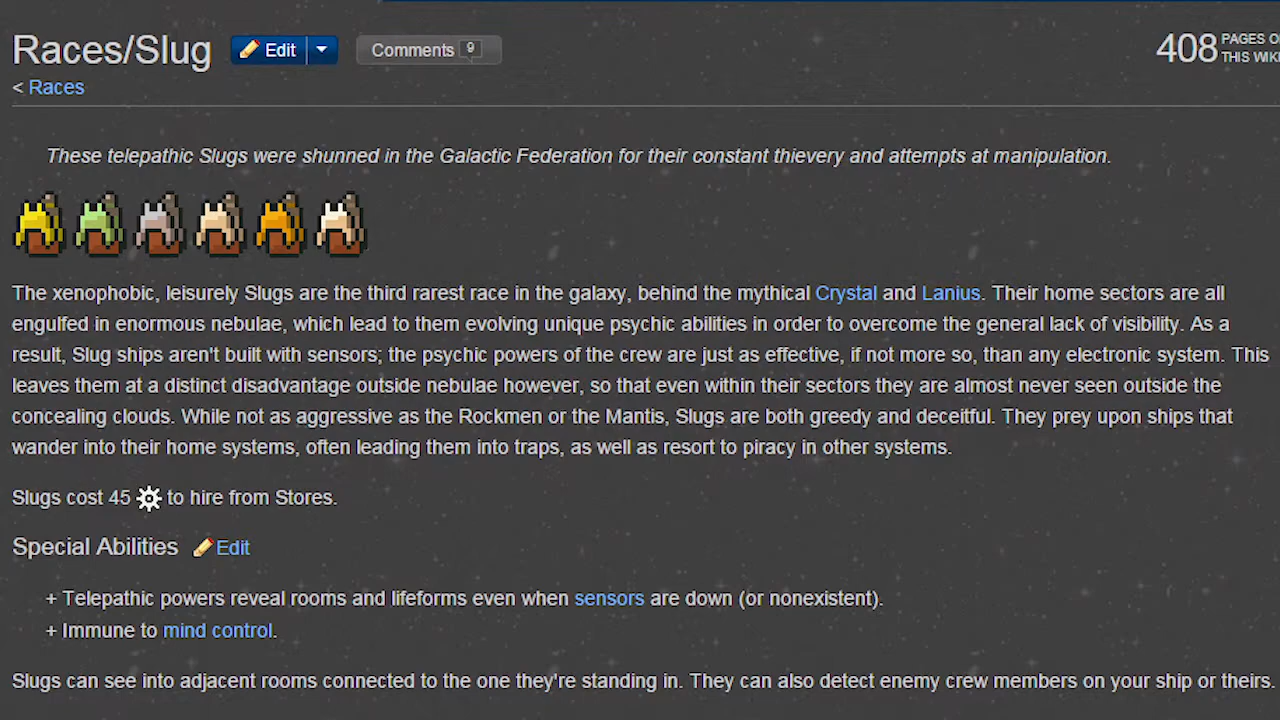 Races/Slug Edit Comments 9 408 PAGES ON THIS WIKI
< Races
These telepathic Slugs were shunned in the Galactic Federation for their constant thievery and attempts at manipulation.
The xenophobic, leisurely Slugs are the third rarest race in the galaxy, behind the mythical Crystal and Lanius. Their home sectors are all
engulfed in enormous nebulae, which lead to them evolving unique psychic abilities in order to overcome the general lack of visibility. As a
result, Slug ships aren't built with sensors; the psychic powers of the crew are just as effective, if not more so, than any electronic system. This
leaves them at a distinct disadvantage outside nebulae however, so that even within their sectors they are almost never seen outside the
concealing clouds. While not as aggressive as the Rockmen or the Mantis, Slugs are both greedy and deceitful. They prey upon ships that
wander into their home systems, often leading them into traps, as well as resort to piracy in other systems.
Slugs cost 45 to hire from Stores.
Special Abilities Edit
+ Telepathic powers reveal rooms and lifeforms even when sensors are down (or nonexistent).
+ Immune to mind control.
Slugs can see into adjacent rooms connected to the one they're standing in. They can also detect enemy crew members on your ship or theirs.